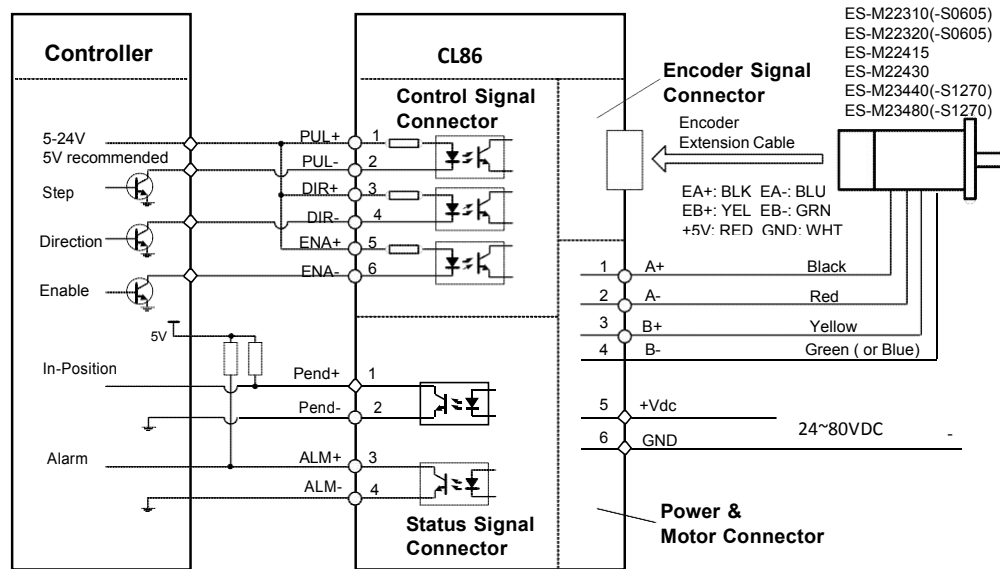 Controller
CL86
ES-M22310(-S0605)
ES-M22320(-S0605)
ES-M22415
ES-M22430
ES-M23440(-S1270)
ES-M23480(-S1270)
Control Signal
Connector
Encoder Signal
Connector
Encoder
Extension Cable
EA+: BLK EA-: BLU
EB+: YEL EB-: GRN
+5V: RED GND: WHT
5-24V
5V recommended
Step
Direction
Enable
PUL+ 1
PUL- 2
DIR+ 3
DIR- 4
ENA+ 5
ENA- 6
5V
In-Position
Alarm
Pend+ 1
Pend- 2
ALM+ 3
ALM- 4
Status Signal
Connector
1 A+ Black
2 A- Red
3 B+ Yellow
4 B- Green ( or Blue)
5 +Vdc
24~80VDC -
6 GND
Power &
Motor Connector